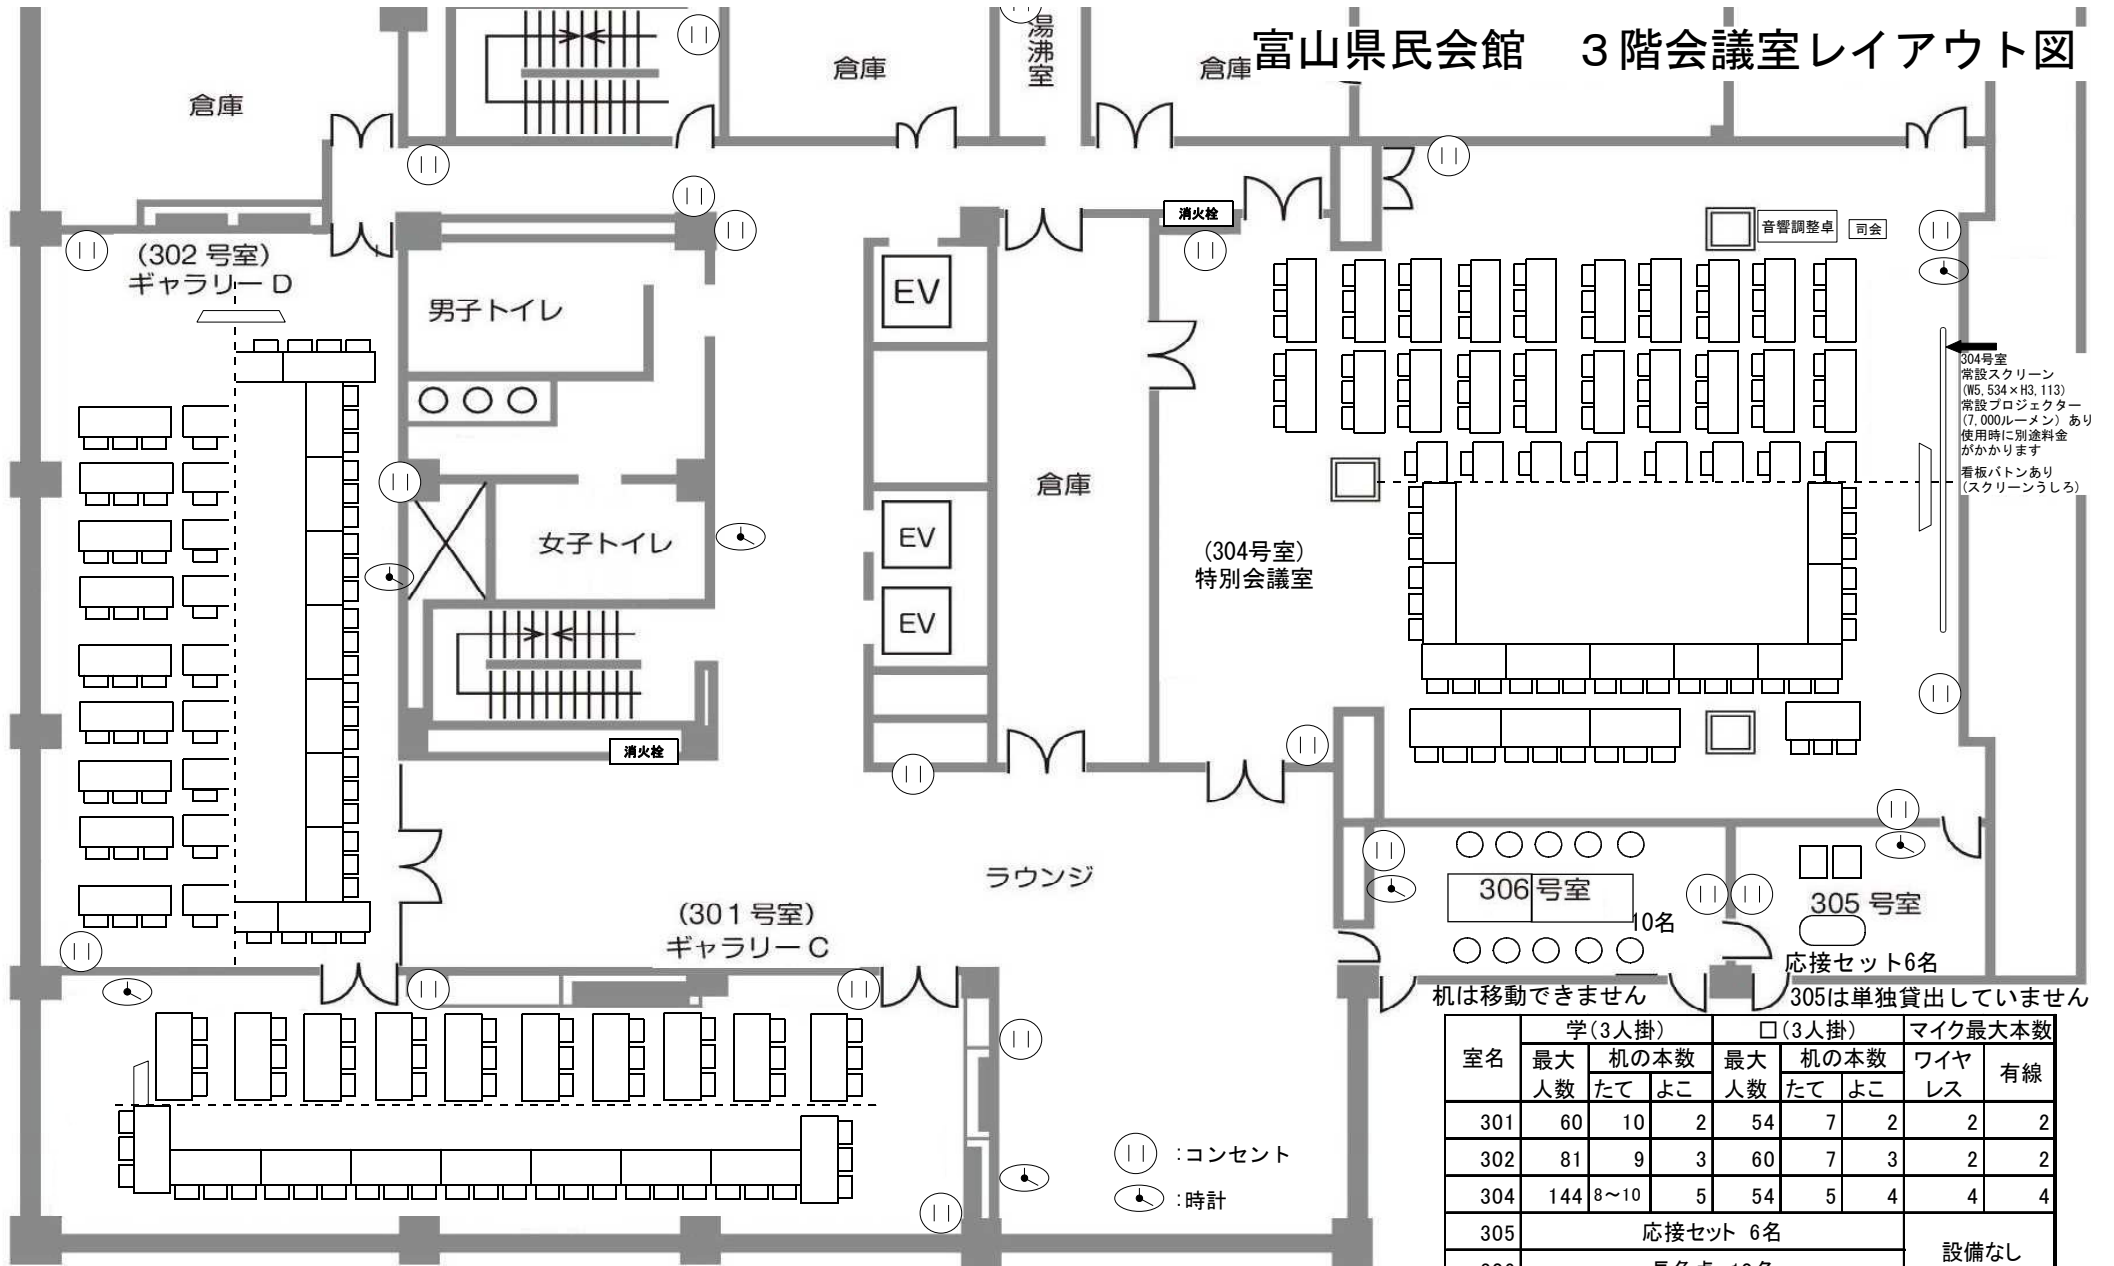 富山県民会館　３階会議室レイアウト図
倉庫
倉庫
湯沸室
倉庫
消火栓
音響調整卓
司会
(302 号室)
ギャラリー D
男子トイレ
EV
304号室
常設スクリーン
(W5,534×H3,113)
常設プロジェクター
(7,000ルーメン) あり
使用時に別途料金
がかかります
看板バトンあり
(スクリーンうしろ)
倉庫
女子トイレ
EV
(304号室)
特別会議室
EV
消火栓
ラウンジ
(301 号室)
ギャラリー C
306 号室
10名
305 号室
応接セット6名
机は移動できません
305は単独貸出していません
室名 学(3人掛) 口(3人掛) マイク最大本数
最大人数 机の本数 最大人数 机の本数 ワイヤレス 有線
たて よこ たて よこ
301 60 10 2 54 7 2 2 2
302 81 9 3 60 7 3 2 2
304 144 8～10 5 54 5 4 4 4
305 応接セット 6名
設備なし
:コンセント
:時計